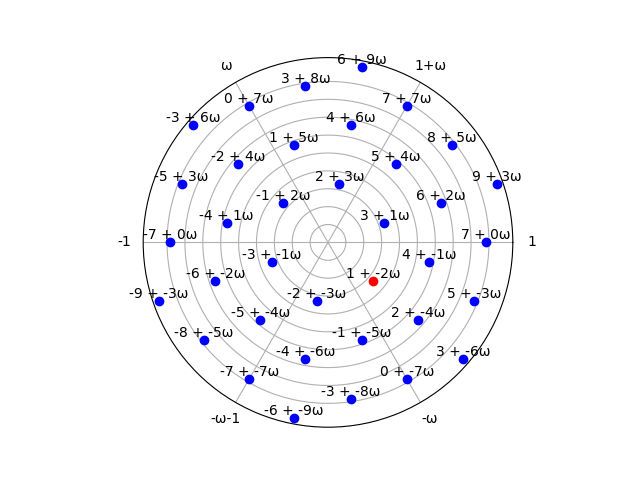 6 + 9ω
ω
1+ω
3 + 8ω
0 + 7ω
7 + 7ω
-3 + 6ω
4 + 6ω
1 + 5ω
8 + 5ω
-2 + 4ω
5 + 4ω
-5 + 3ω
2 + 3ω
9 + 3ω
-1 + 2ω
6 + 2ω
-4 + 1ω
3 + 1ω
-1
-7 + 0ω
7 + 0ω
1
-3 + -1ω
4 + -1ω
-6 + -2ω
1 + -2ω
-9 + -3ω
-2 + -3ω
5 + -3ω
-5 + -4ω
2 + -4ω
-8 + -5ω
-1 + -5ω
-4 + -6ω
3 + -6ω
-7 + -7ω
0 + -7ω
-3 + -8ω
-6 + -9ω
-ω-1
-ω